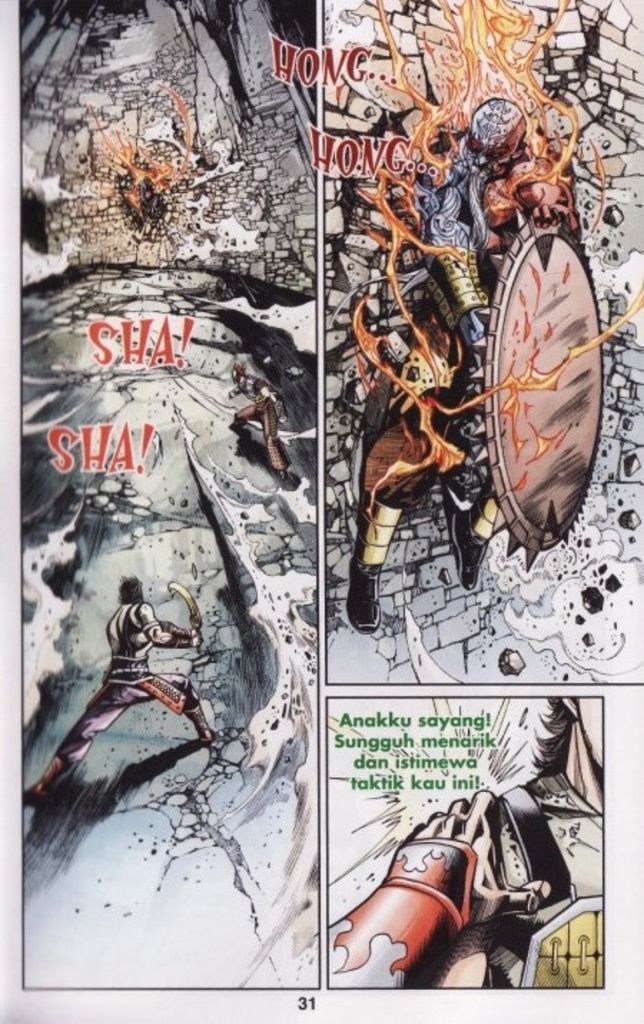 HONG...
HONG...
SHA!
SHA!
Anakku sayang!
Sungguh menarik
dan istimewa
taktik kau ini!
31